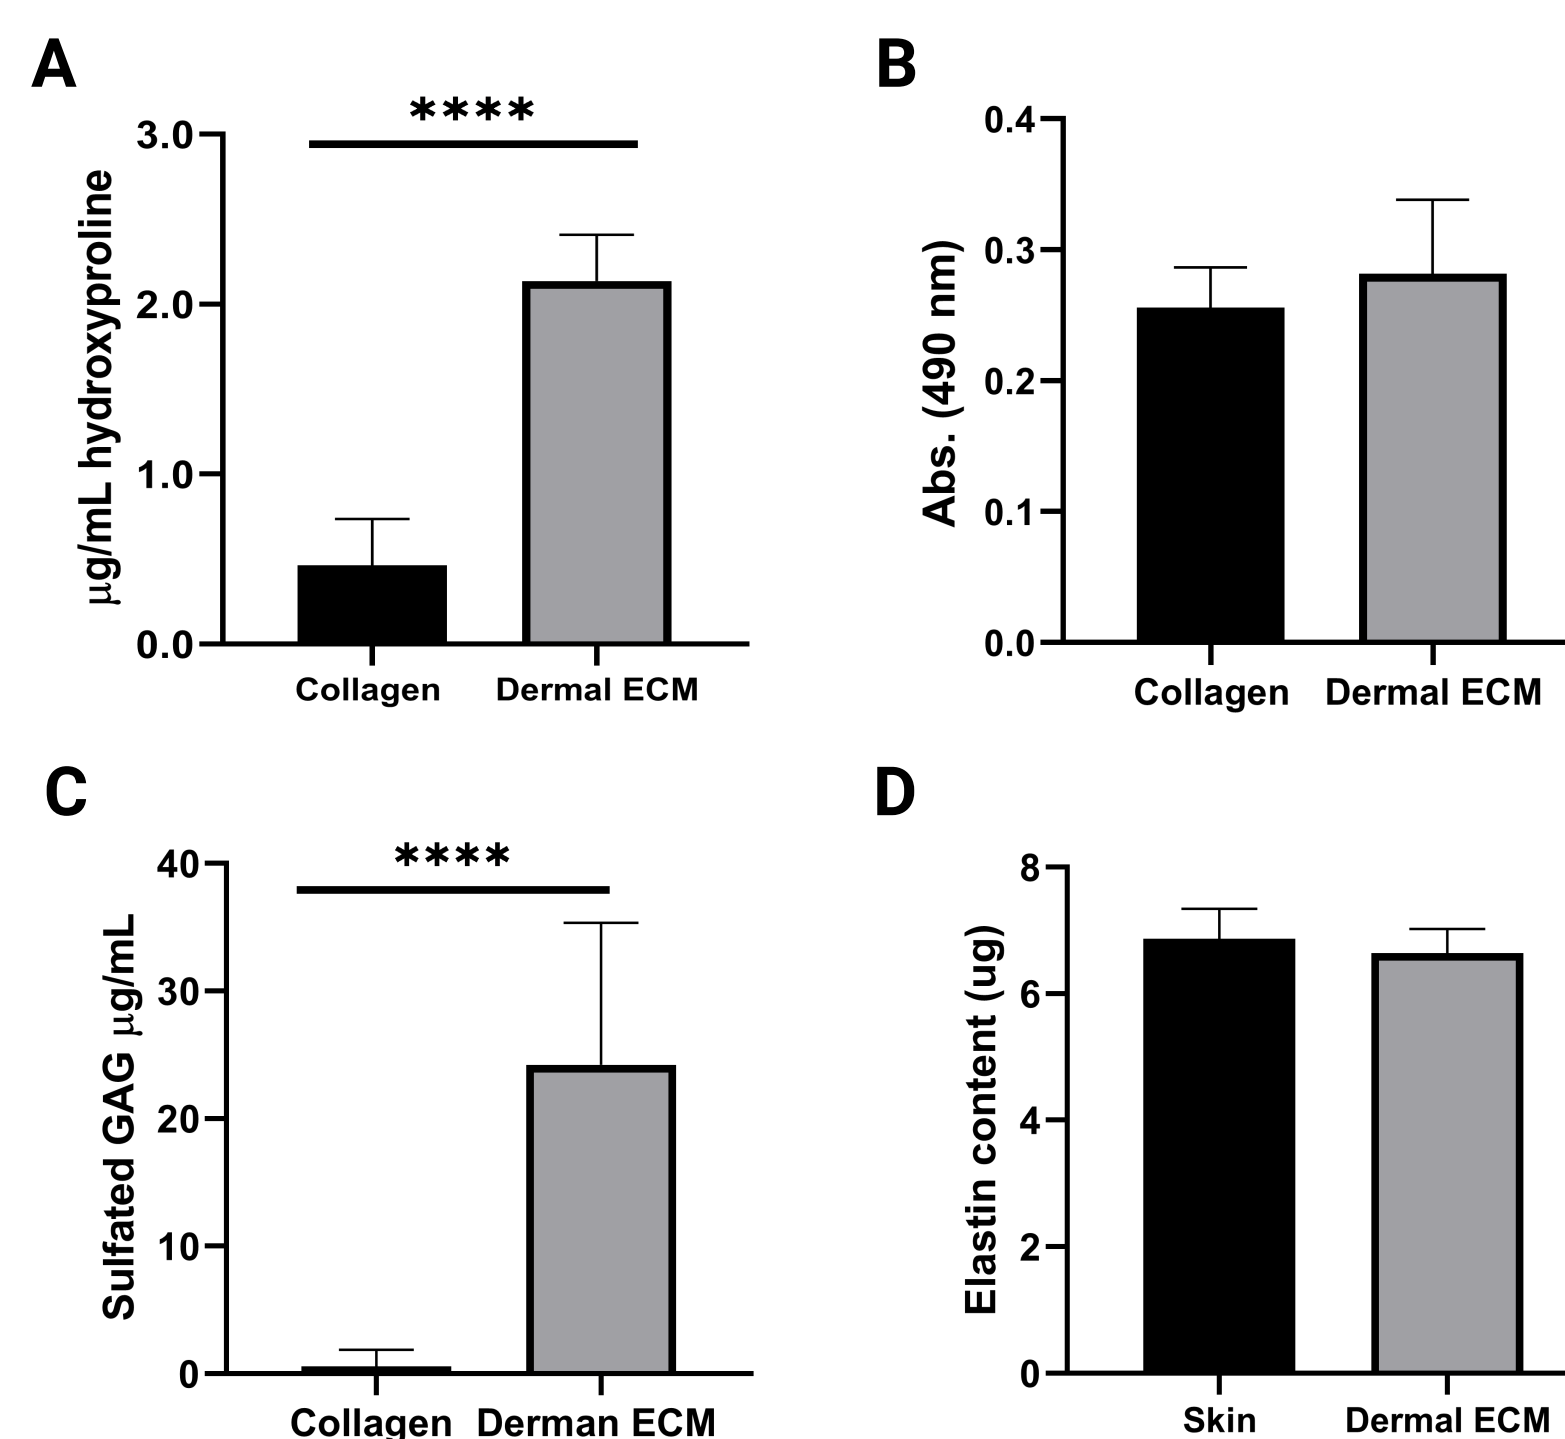 A
****
μg/mL hydroxyproline
3.0
2.0
1.0
0.0
Collagen Dermal ECM
B
Abs. (490 nm)
0.4
0.3
0.2
0.1
0.0
Collagen Dermal ECM
C
****
Sulfated GAG μg/mL
40
30
20
10
0
Collagen Derman ECM
D
Elastin content (ug)
8
6
4
2
0
Skin Dermal ECM